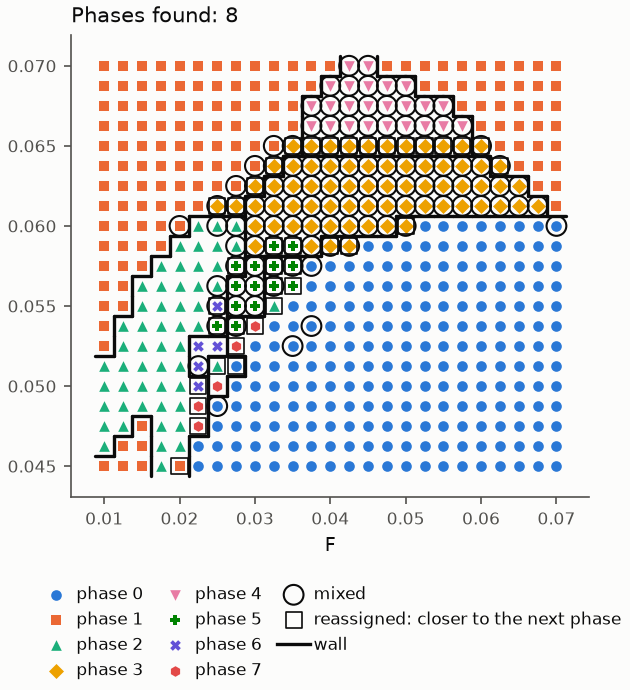 Phases found: 8
0.070
0.065
0.060
0.055
0.050
0.045
0.01 0.02 0.03 0.04 0.05 0.06 0.07
F
phase 0 phase 4 mixed
phase 1 phase 5 reassigned: closer to the next phase
phase 2 phase 6 wall
phase 3 phase 7